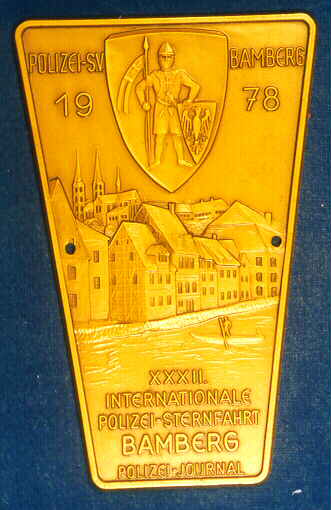 POLIZEI-SV BAMBERG
19 78
XXXII.
INTERNATIONALE
POLIZEI-STERNFAHRT
BAMBERG
POLIZEI-JOURNAL